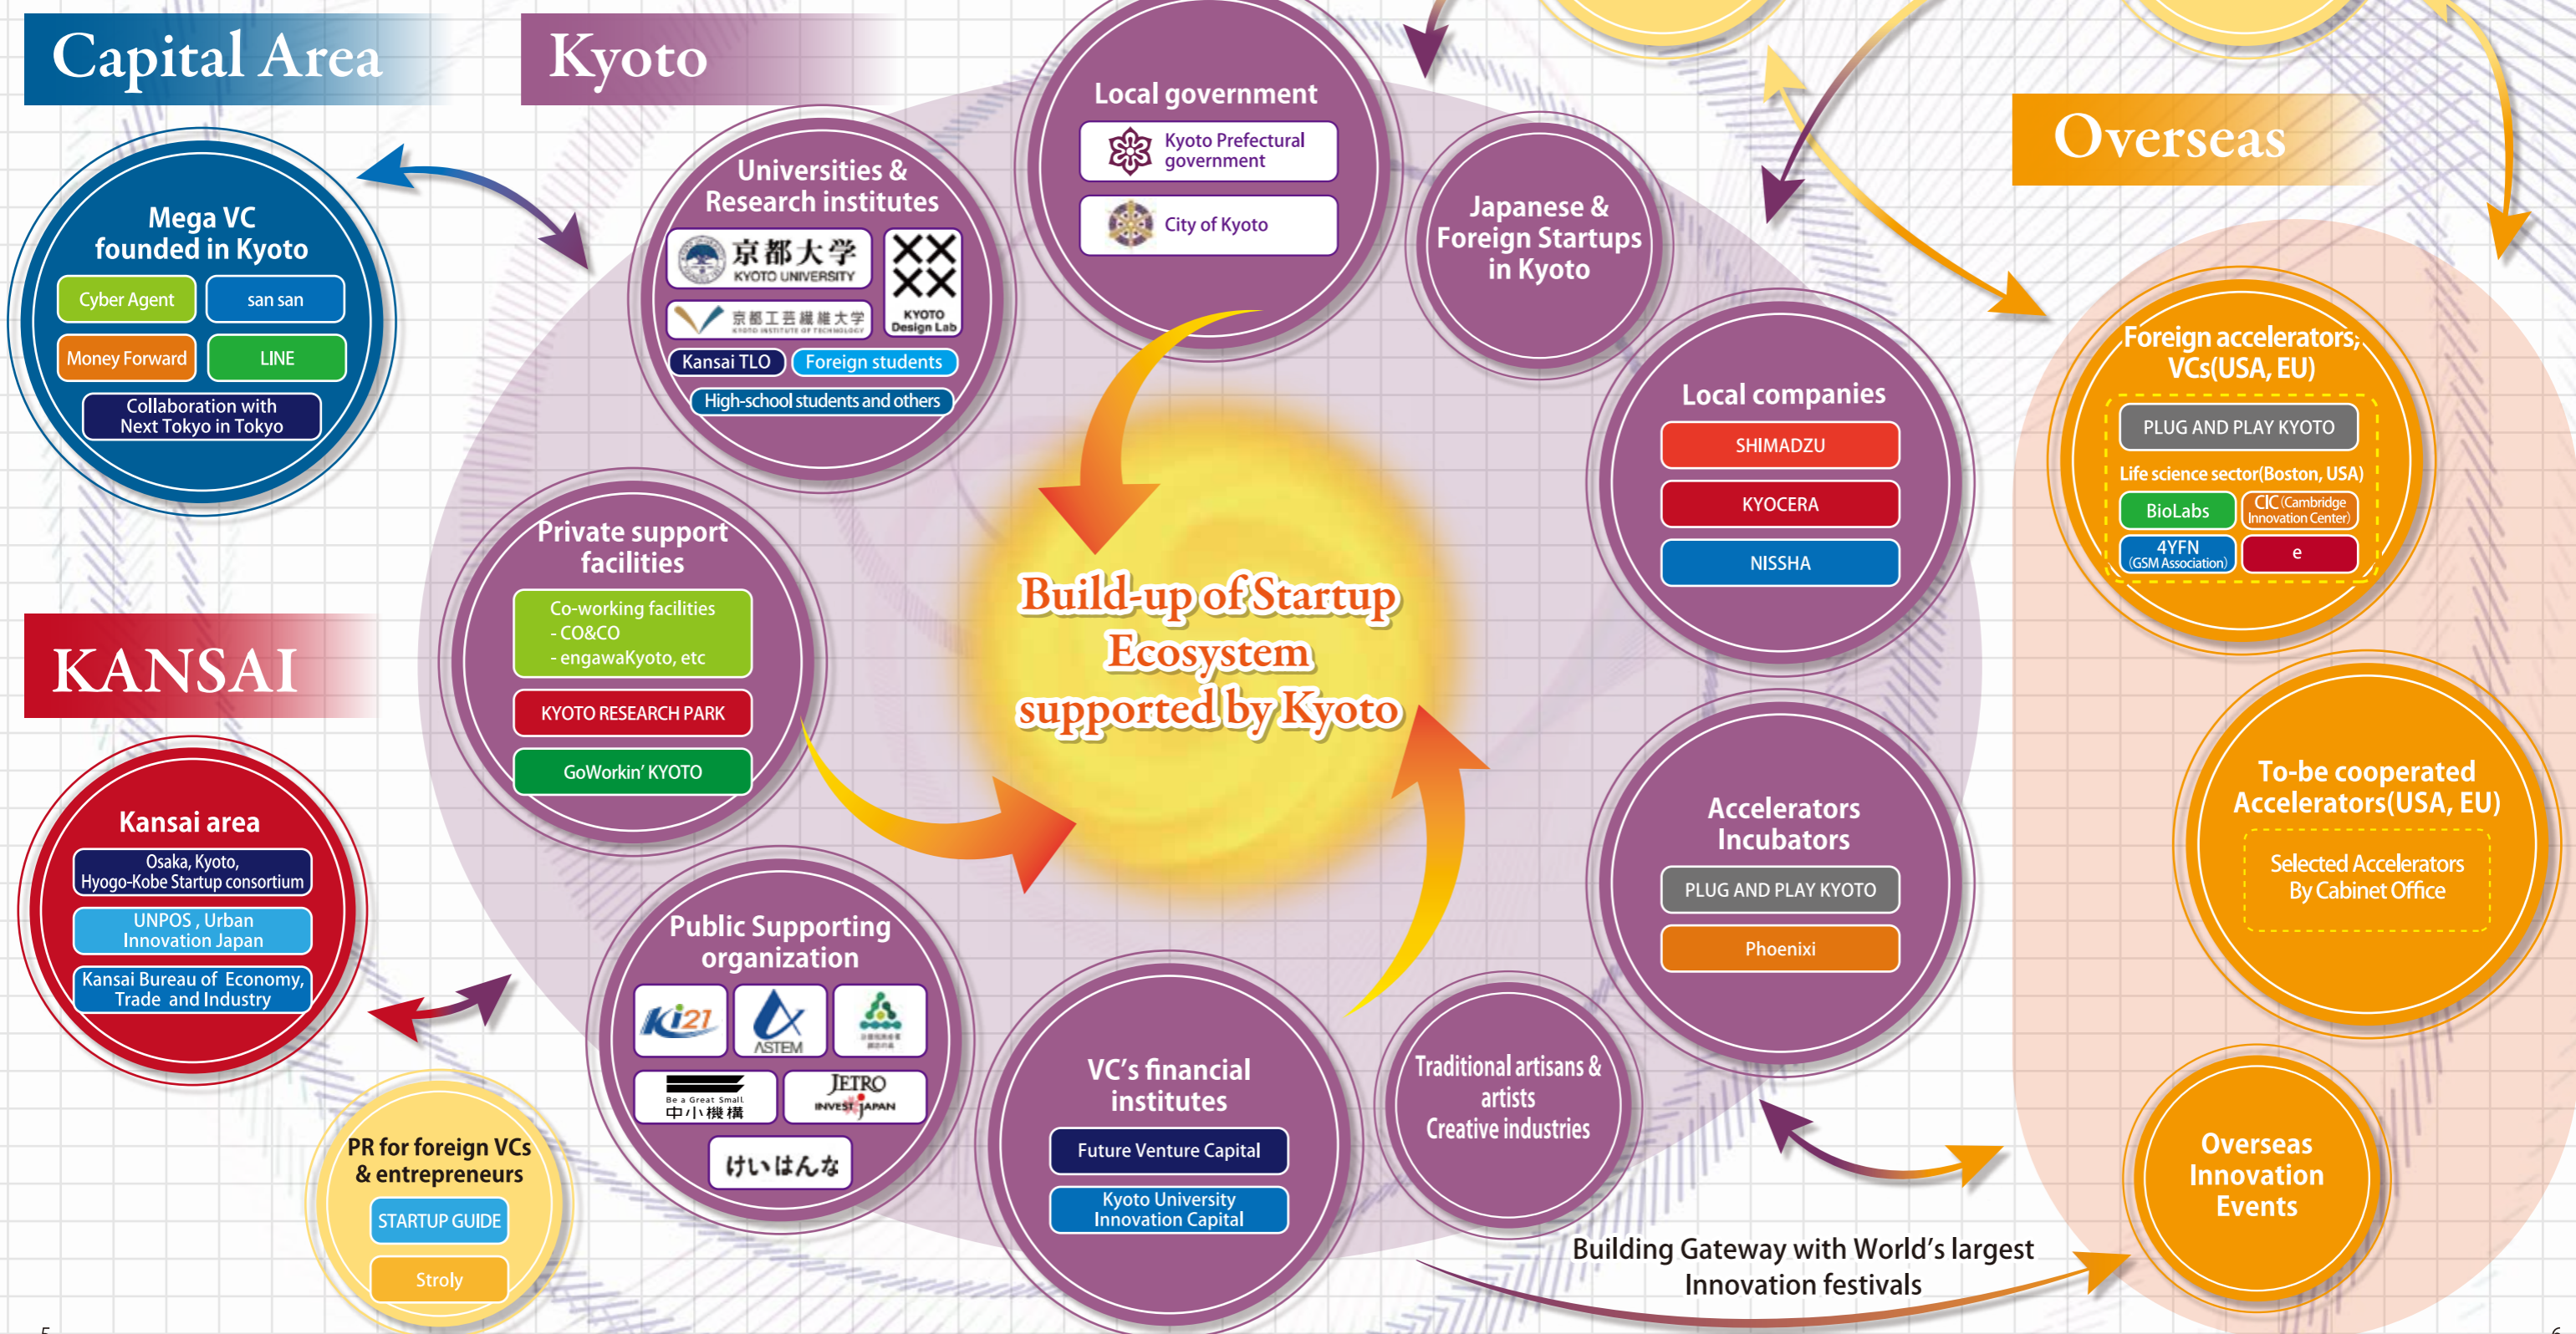 Capital Area
Mega VC
founded in Kyoto
Cyber Agent
san san
Money Forward
LINE
Collaboration with
Next Tokyo in Tokyo
KANSAI
Kansai area
Osaka, Kyoto,
Hyogo-Kobe Startup consortium
UNPOS , Urban
Innovation Japan
Kansai Bureau of Economy,
Trade and Industry
PR for foreign VCs
& entrepreneurs
STARTUP GUIDE
Stroly
Kyoto
Universities &
Research institutes
京都大学
KYOTO UNIVERSITY
京都工芸繊維大学
KYOTO INSTITUTE OF TECHNOLOGY
KYOTO
Design Lab
Kansai TLO
Foreign students
High-school students and others
Local government
Kyoto Prefectural
government
City of Kyoto
Japanese &
Foreign Startups
in Kyoto
Local companies
SHIMADZU
KYOCERA
NISSHA
Private support
facilities
Co-working facilities
- CO&CO
- engawaKyoto, etc
KYOTO RESEARCH PARK
GoWorkin' KYOTO
Build-up of Startup
Ecosystem
supported by Kyoto
Accelerators
Incubators
PLUG AND PLAY KYOTO
Phoenixi
Public Supporting
organization
Ki21
ASTEM
Be a Great Small.
中小機構
JETRO
INVEST JAPAN
けいはんな
VC's financial
institutes
Future Venture Capital
Kyoto University
Innovation Capital
Traditional artisans &
artists
Creative industries
Building Gateway with World's largest
Innovation festivals
Overseas
Foreign accelerators,
VCs(USA, EU)
PLUG AND PLAY KYOTO
Life science sector(Boston, USA)
BioLabs
CIC (Cambridge
Innovation Center)
4YFN
(GSM Association)
e
To-be cooperated
Accelerators(USA, EU)
Selected Accelerators
By Cabinet Office
Overseas
Innovation
Events